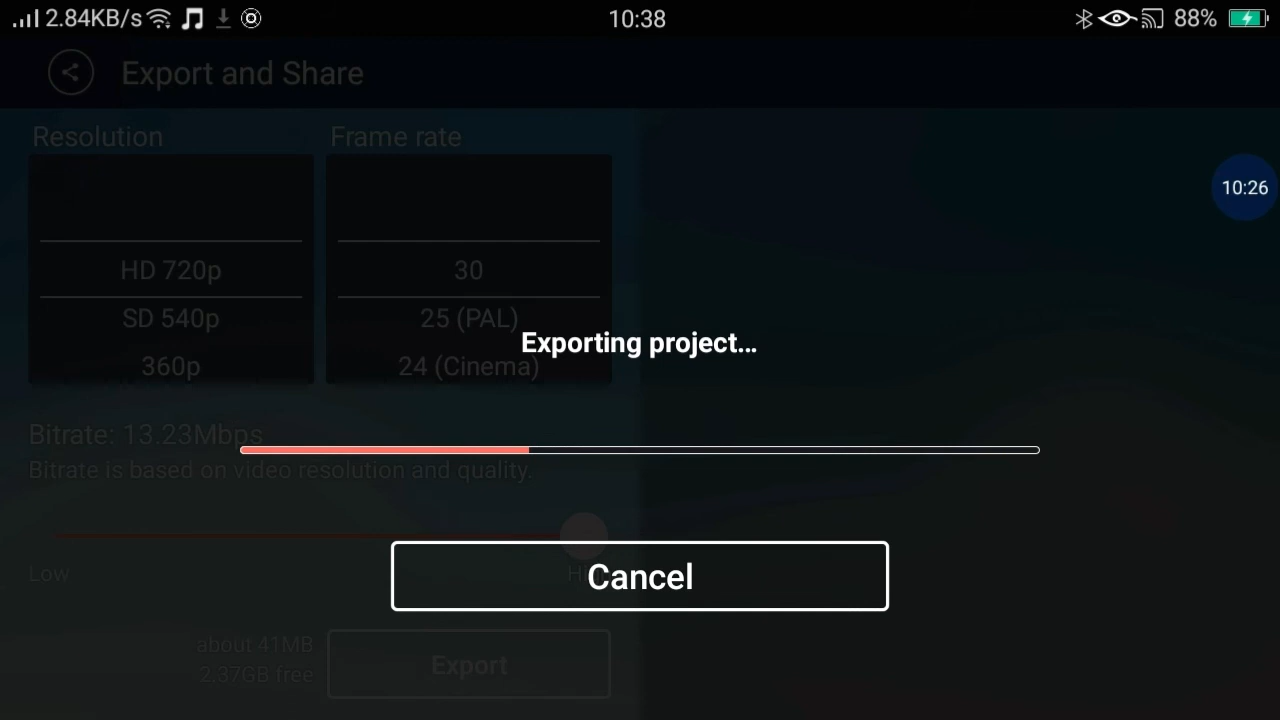 2.84KB/s 10:38 88%
Export and Share
Resolution Frame rate
10:26
HD 720p 30
SD 540p 25 (PAL)
Exporting project...
360p 24 (Cinema)
Bitrate: 13.23Mbps
Bitrate is based on video resolution and quality.
Low
Cancel
about 41MB
2.37GB free
Export